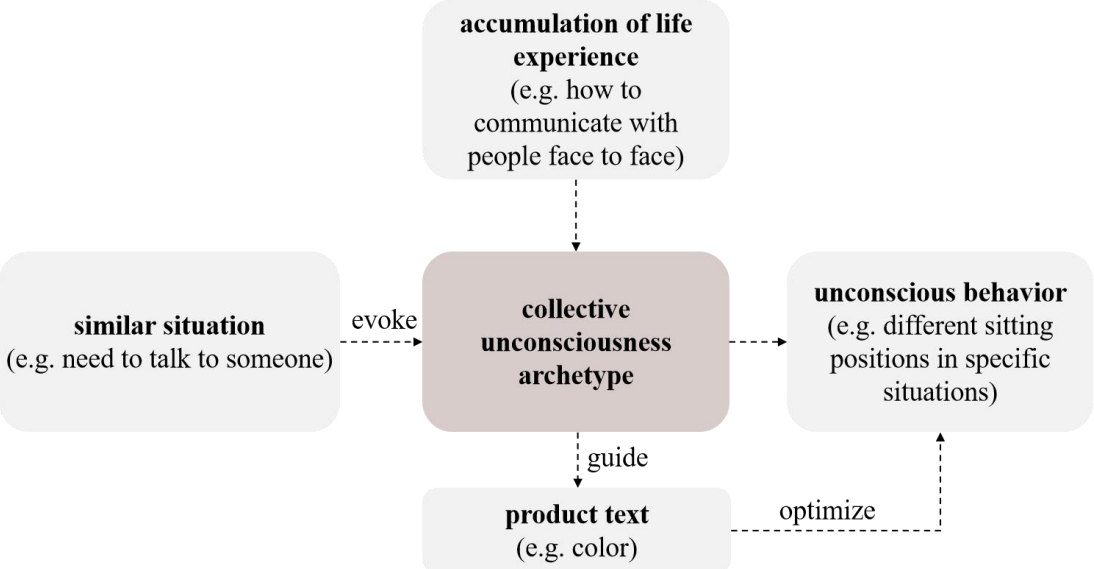 accumulation of life
experience
(e.g. how to
communicate with
people face to face)
similar situation
(e.g. need to talk to someone)
evoke
collective
unconsciousness
archetype
unconscious behavior
(e.g. different sitting
positions in specific
situations)
guide
product text
(e.g. color)
optimize